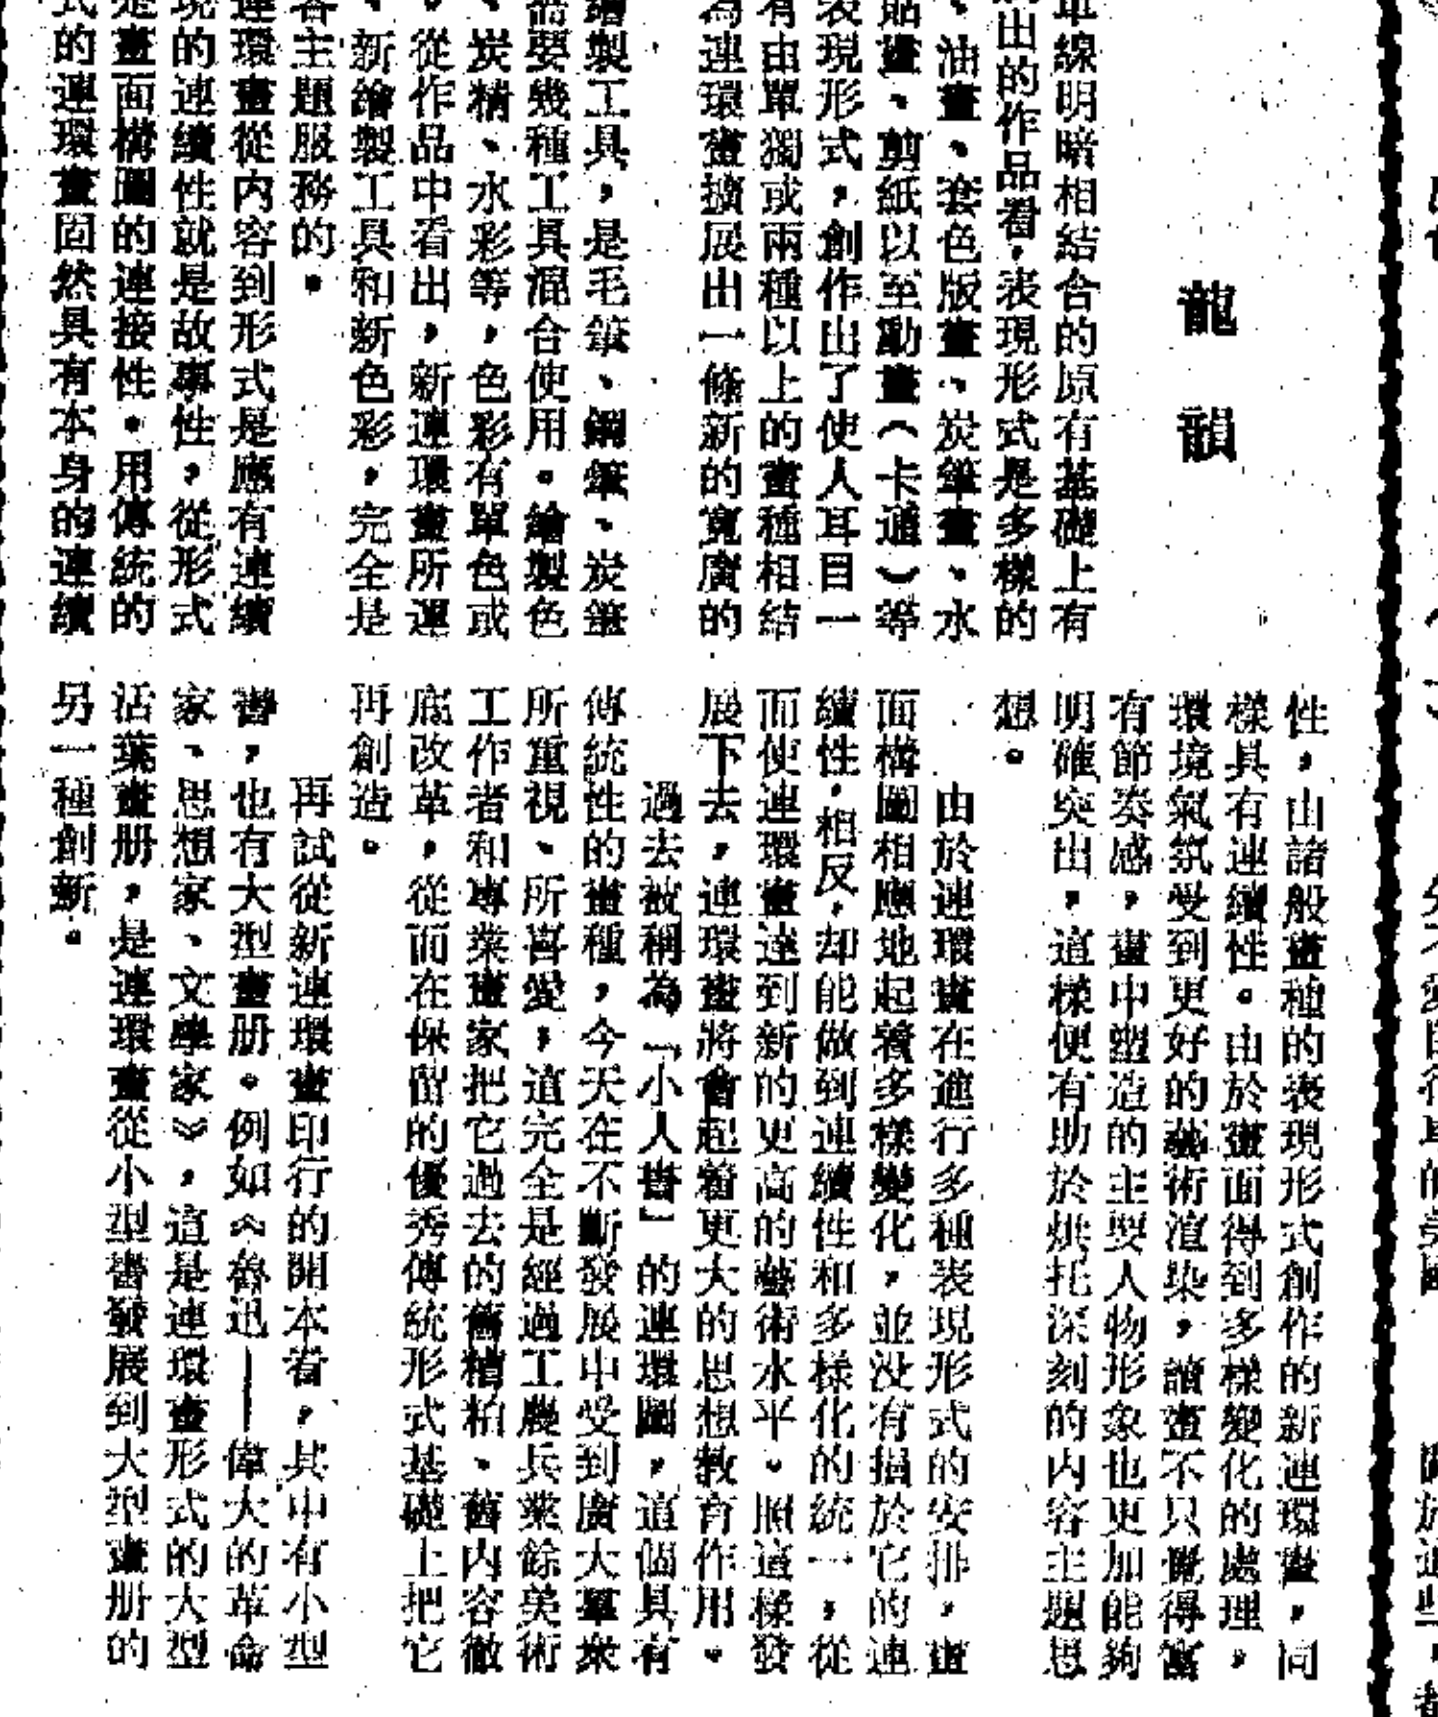 龍韻
單線明暗相結合的原有基礎上有
出的作品看，表現形式是多樣的
、油畫、套色版畫、炭筆畫、水
貼畫、剪紙以至動畫（卡通）等
表現形式，創作出了使人耳目一
有由單獨或兩種以上的畫種相結
為連環畫擴展出一條新的寬廣的
繪製工具，是毛筆、鋼筆、炭筆
需要幾種工具混合使用。繪製色
、炭精、水彩等，色彩有單色或
，從作品中看出，新連環畫所運
、新繪製工具和新色彩，完全是
容主題服務的。
連環畫從内容到形式是應有連續
現的連續性就是故事性，從形式
是畫面構圖的連接性。用傳統的
式的連環畫固然具有本身的連續
性，由諸般畫種的表現形式創作的新連環畫，同
樣具有連續性。由於畫面得到多樣變化的處理，
環境氣氛受到更好的藝術渲染，讀畫不只覺得富
有節奏感，畫中塑造的主要人物形象也更加能夠
明確突出，這樣便有助於烘托深刻的内容主題思
想。
由於連環畫在進行多種表現形式的安排，畫
面構圖相應地起着多樣變化，並没有損於它的連
續性，相反，却能做到連續性和多樣化的統一，從
而使連環畫達到新的更高的藝術水平。照這樣發
展下去，連環畫將會起着更大的思想教育作用。
過去被稱為「小人書」的連環圖，這個具有
傳統性的畫種，今天在不斷發展中受到廣大羣衆
所重視、所喜愛，這完全是經過工農兵業餘美術
工作者和專業畫家把它過去的舊糟粕、舊内容徹
底改革，從而在保留的優秀傳統形式基礎上把它
再創造。
再試從新連環畫印行的開本看，其中有小型
書，也有大型畫册。例如《魯迅——偉大的革命
家、思想家、文學家》，這是連環畫形式的大型
活葉畫册，是連環畫從小型書發展到大型畫册的
另一種創新。